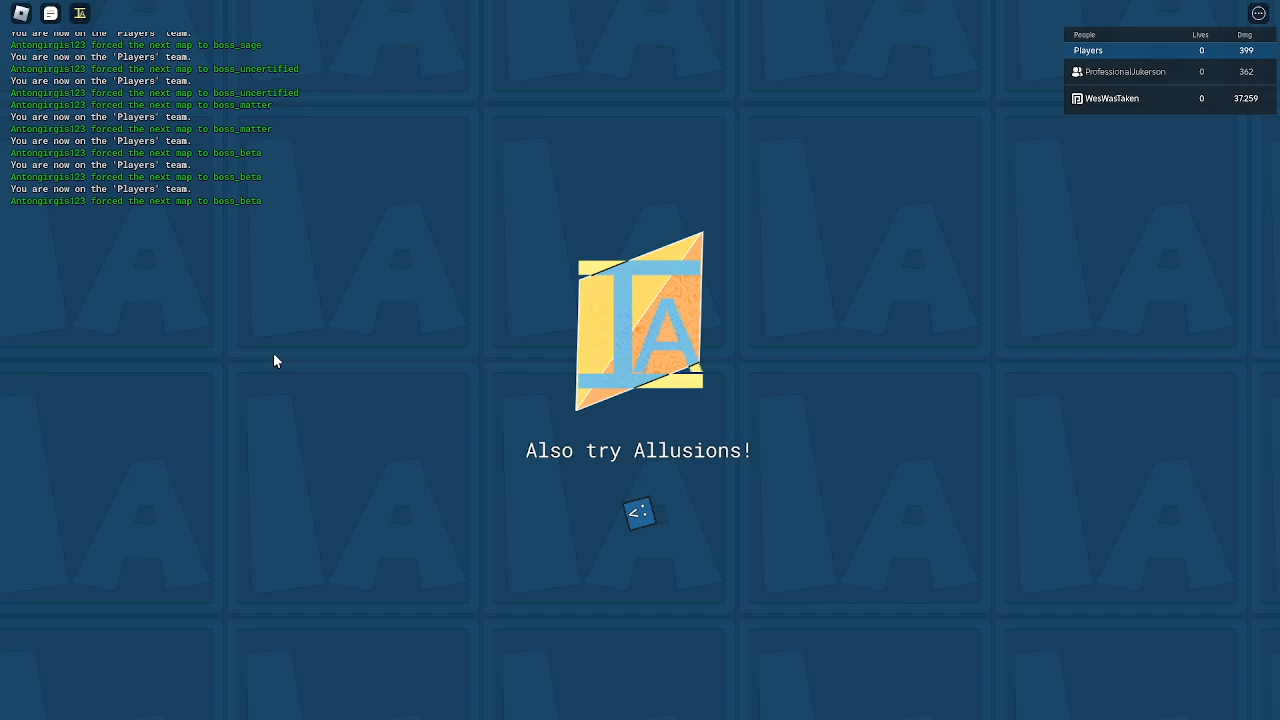 You are now on the 'Players' team.
Antongirgis123 forced the next map to boss_sage
You are now on the 'Players' team.
Antongirgis123 forced the next map to boss_uncertified
You are now on the 'Players' team.
Antongirgis123 forced the next map to boss_uncertified
Antongirgis123 forced the next map to boss_matter
You are now on the 'Players' team.
Antongirgis123 forced the next map to boss_matter
You are now on the 'Players' team.
Antongirgis123 forced the next map to boss_beta
You are now on the 'Players' team.
Antongirgis123 forced the next map to boss_beta
You are now on the 'Players' team.
Antongirgis123 forced the next map to boss_beta
People Lives Dmg
Players 0 399
ProfessionalJukerson 0 362
WesWasTaken 0 37.259
IA
Also try Allusions!
<: